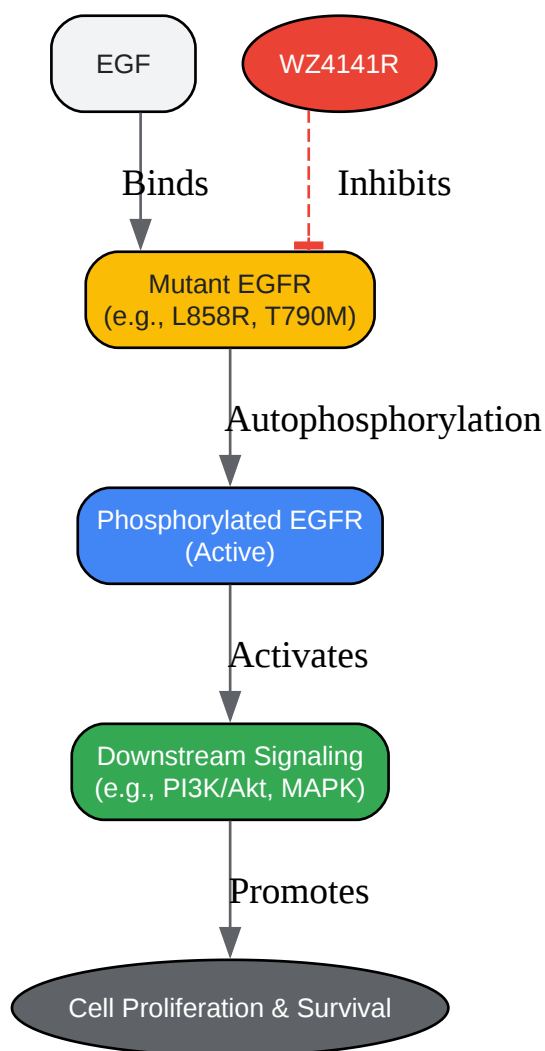 EGF
WZ4141R
Binds
Inhibits
Mutant EGFR
(e.g., L858R, T790M)
Autophosphorylation
Phosphorylated EGFR
(Active)
Activates
Downstream Signaling
(e.g., PI3K/Akt, MAPK)
Promotes
Cell Proliferation & Survival